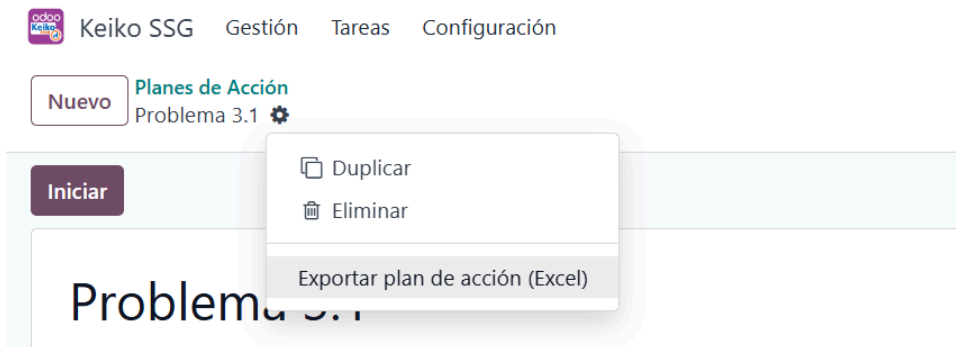 odoo
Keiko
Keiko SSG Gestión Tareas Configuración
Nuevo
Planes de Acción
Problema 3.1
Duplicar
Eliminar
Exportar plan de acción (Excel)
Iniciar
Problema 3.1